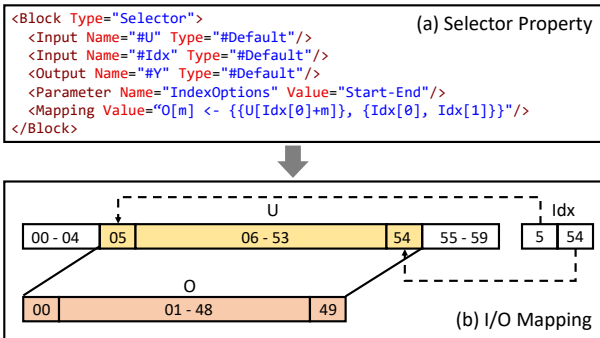 <Block Type="Selector">
(a) Selector Property
<Input Name="#U" Type="#Default"/>
<Input Name="#Idx" Type="#Default"/>
<Output Name="#Y" Type="#Default"/>
<Parameter Name="IndexOptions" Value="Start-End"/>
<Mapping Value=“O[m] <- {{U[Idx[0]+m]}, {Idx[0], Idx[1]}}"/>
</Block>
U Idx
00 - 04 05 06 - 53 54 55 - 59 5 54
O
00 01 - 48 49
(b) I/O Mapping